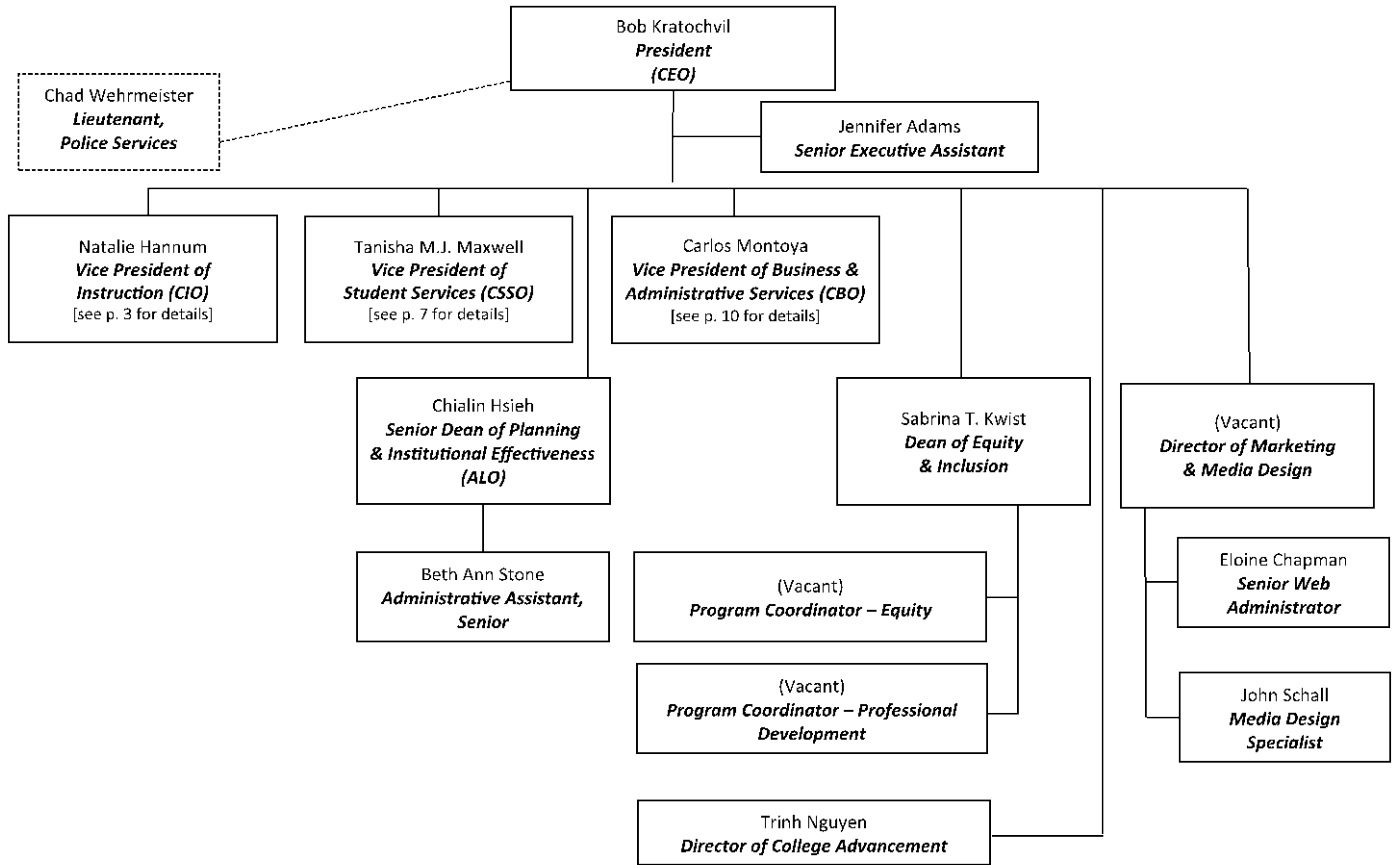 Bob Kratochvil
President
(CEO)
Chad Wehrmeister
Lieutenant,
Police Services
Jennifer Adams
Senior Executive Assistant
Natalie Hannum
Vice President of
Instruction (CIO)
[see p. 3 for details]
Tanisha M.J. Maxwell
Vice President of
Student Services (CSSO)
[see p. 7 for details]
Carlos Montoya
Vice President of Business &
Administrative Services (CBO)
[see p. 10 for details]
Chialin Hsieh
Senior Dean of Planning
& Institutional Effectiveness
(ALO)
Sabrina T. Kwist
Dean of Equity
& Inclusion
(Vacant)
Director of Marketing
& Media Design
Beth Ann Stone
Administrative Assistant,
Senior
(Vacant)
Program Coordinator – Equity
Eloine Chapman
Senior Web
Administrator
(Vacant)
Program Coordinator – Professional
Development
John Schall
Media Design
Specialist
Trinh Nguyen
Director of College Advancement